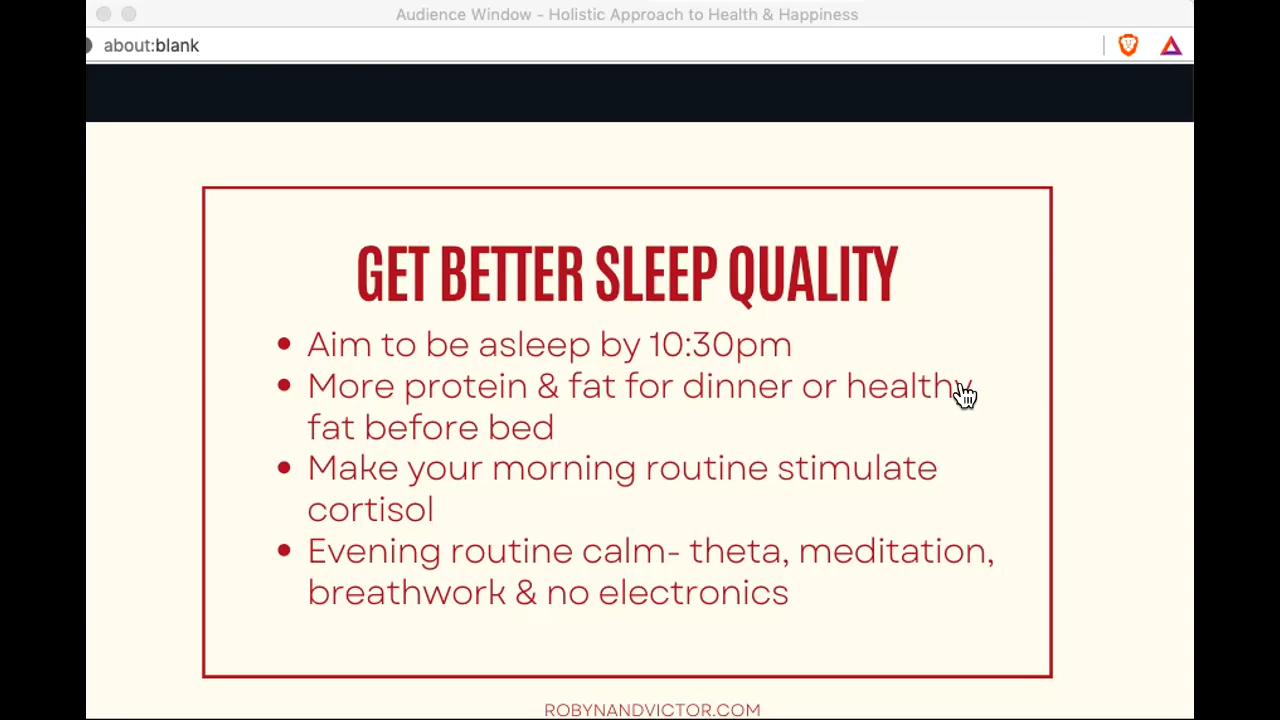 Audience Window - Holistic Approach to Health & Happiness
about:blank
GET BETTER SLEEP QUALITY
• Aim to be asleep by 10:30pm
• More protein & fat for dinner or healthy
fat before bed
• Make your morning routine stimulate
cortisol
• Evening routine calm- theta, meditation,
breathwork & no electronics
ROBYNANDVICTOR.COM